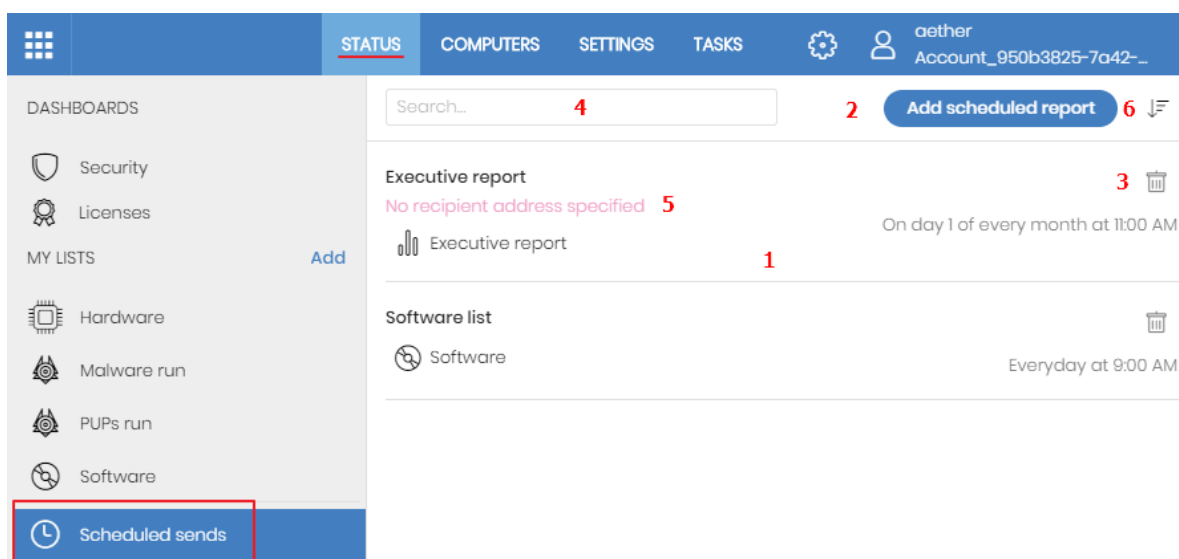 STATUS COMPUTERS SETTINGS TASKS
aether
Account_950b3825-7a42-...
DASHBOARDS
Security
Licenses
MY LISTS Add
Hardware
Malware run
PUPs run
Software
Scheduled sends
Search... 4 2 Add scheduled report 6
Executive report 3
No recipient address specified 5
On day 1 of every month at 11:00 AM
Executive report
1
Software list
Software
Everyday at 9:00 AM